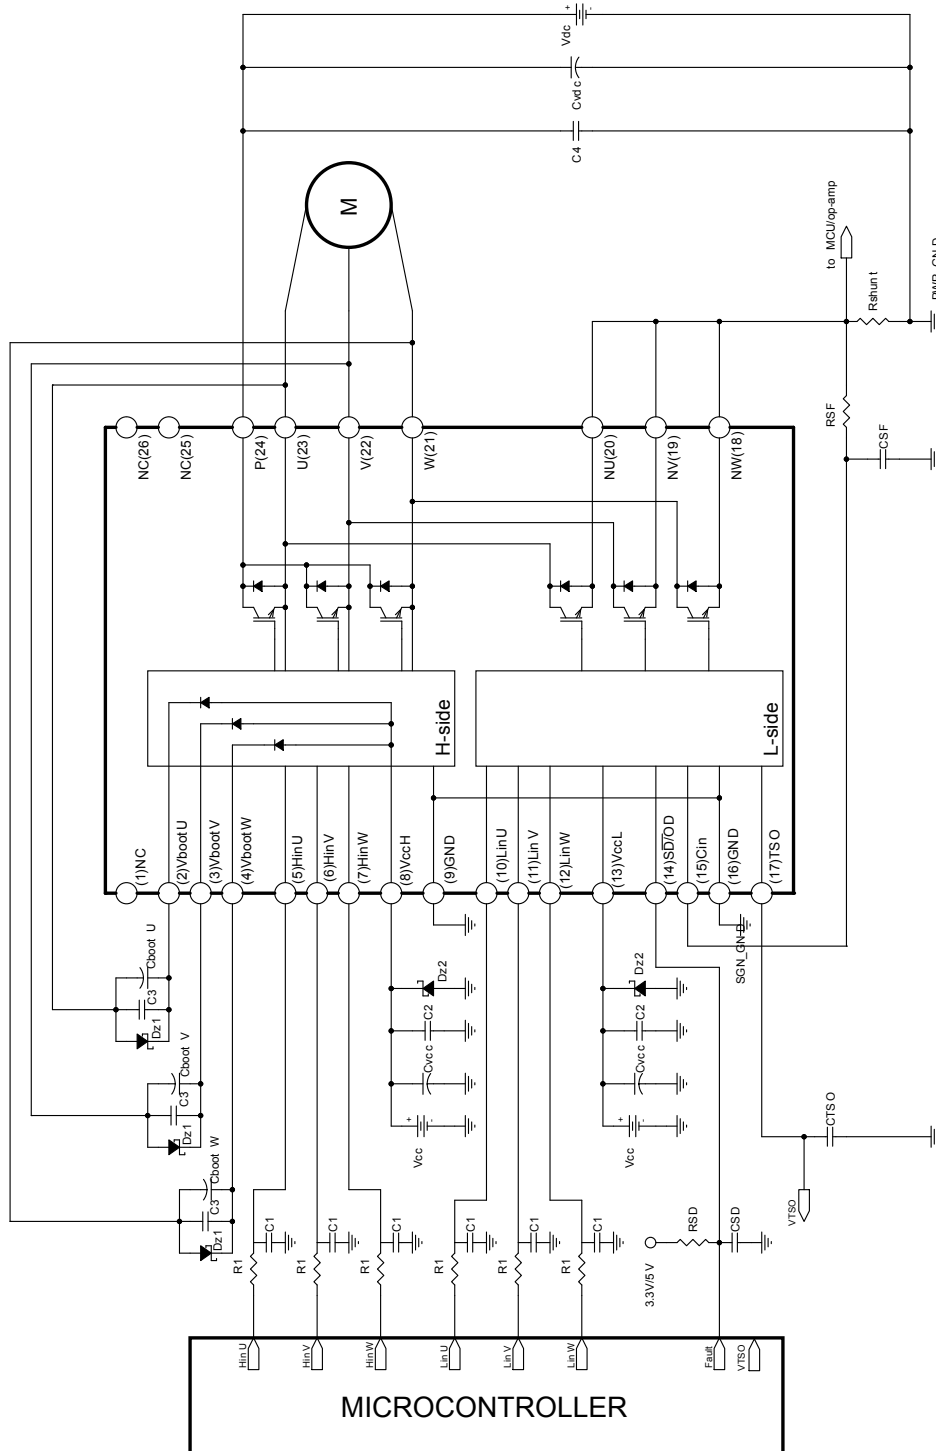 Vdc
+
-
Cvdc
C4
M
to MCU/op-amp
Rshunt
PWR_GND
RSF
CSF
NC(26)
NC(25)
P(24)
U(23)
V(22)
W(21)
NU(20)
NV(19)
NW(18)
H-side
L-side
(1)NC
(2)VbootU
(3)VbootV
(4)VbootW
(5)HinU
(6)HinV
(7)HinW
(8)VccH
(9)GND
(10)LinU
(11)LinV
(12)LinW
(13)VccL
(14)SD/OD
(15)Cin
(16)GND
(17)TSO
SGN_GND
Cboot U
C3
Dz1
Cboot V
C3
Dz1
Cboot W
C3
Dz1
Dz2
C2
Cvcc
+
-
Vcc
Dz2
C2
Cvcc
+
-
Vcc
CTSO
VTSO
C1
C1
C1
C1
C1
C1
R1
R1
R1
R1
R1
R1
RSD
CSD
3.3V/5 V
Hin U
Hin V
Hin W
Lin U
Lin V
Lin W
Fault
VTSO
MICROCONTROLLER